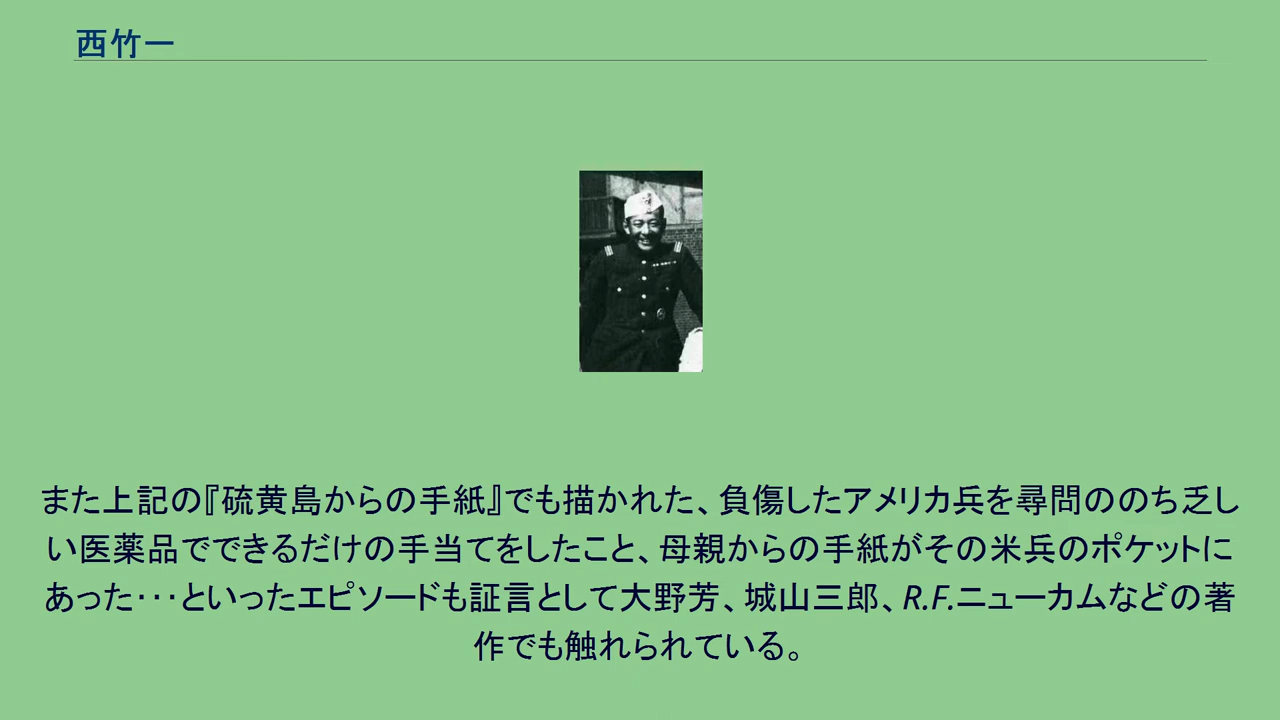 西竹一
また上記の『硫黄島からの手紙』でも描かれた、負傷したアメリカ兵を尋問ののち乏し
い医薬品でできるだけの手当てをしたこと、母親からの手紙がその米兵のポケットに
あった･･･といったエピソードも証言として大野芳、城山三郎、R.F.ニューカムなどの著
作でも触れられている。